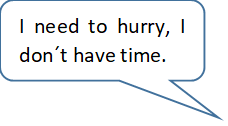 I need to hurry, I
don´t have time.